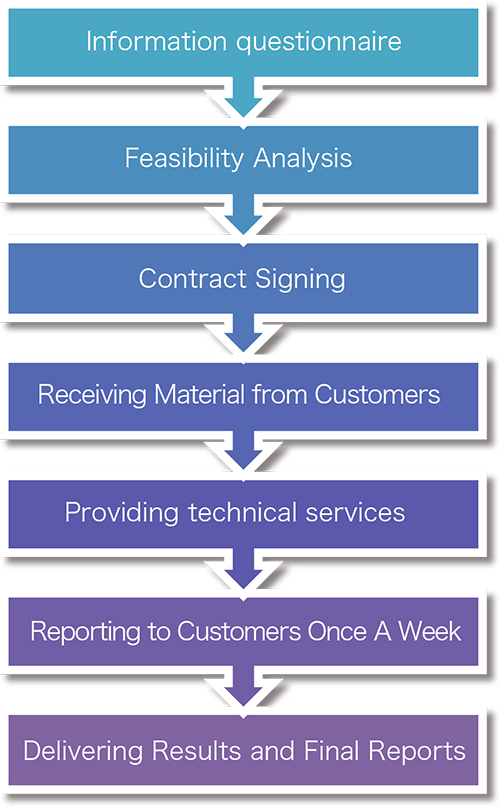 Information questionnaire
Feasibility Analysis
Contract Signing
Receiving Material from Customers
Providing technical services
Reporting to Customers Once A Week
Delivering Results and Final Reports